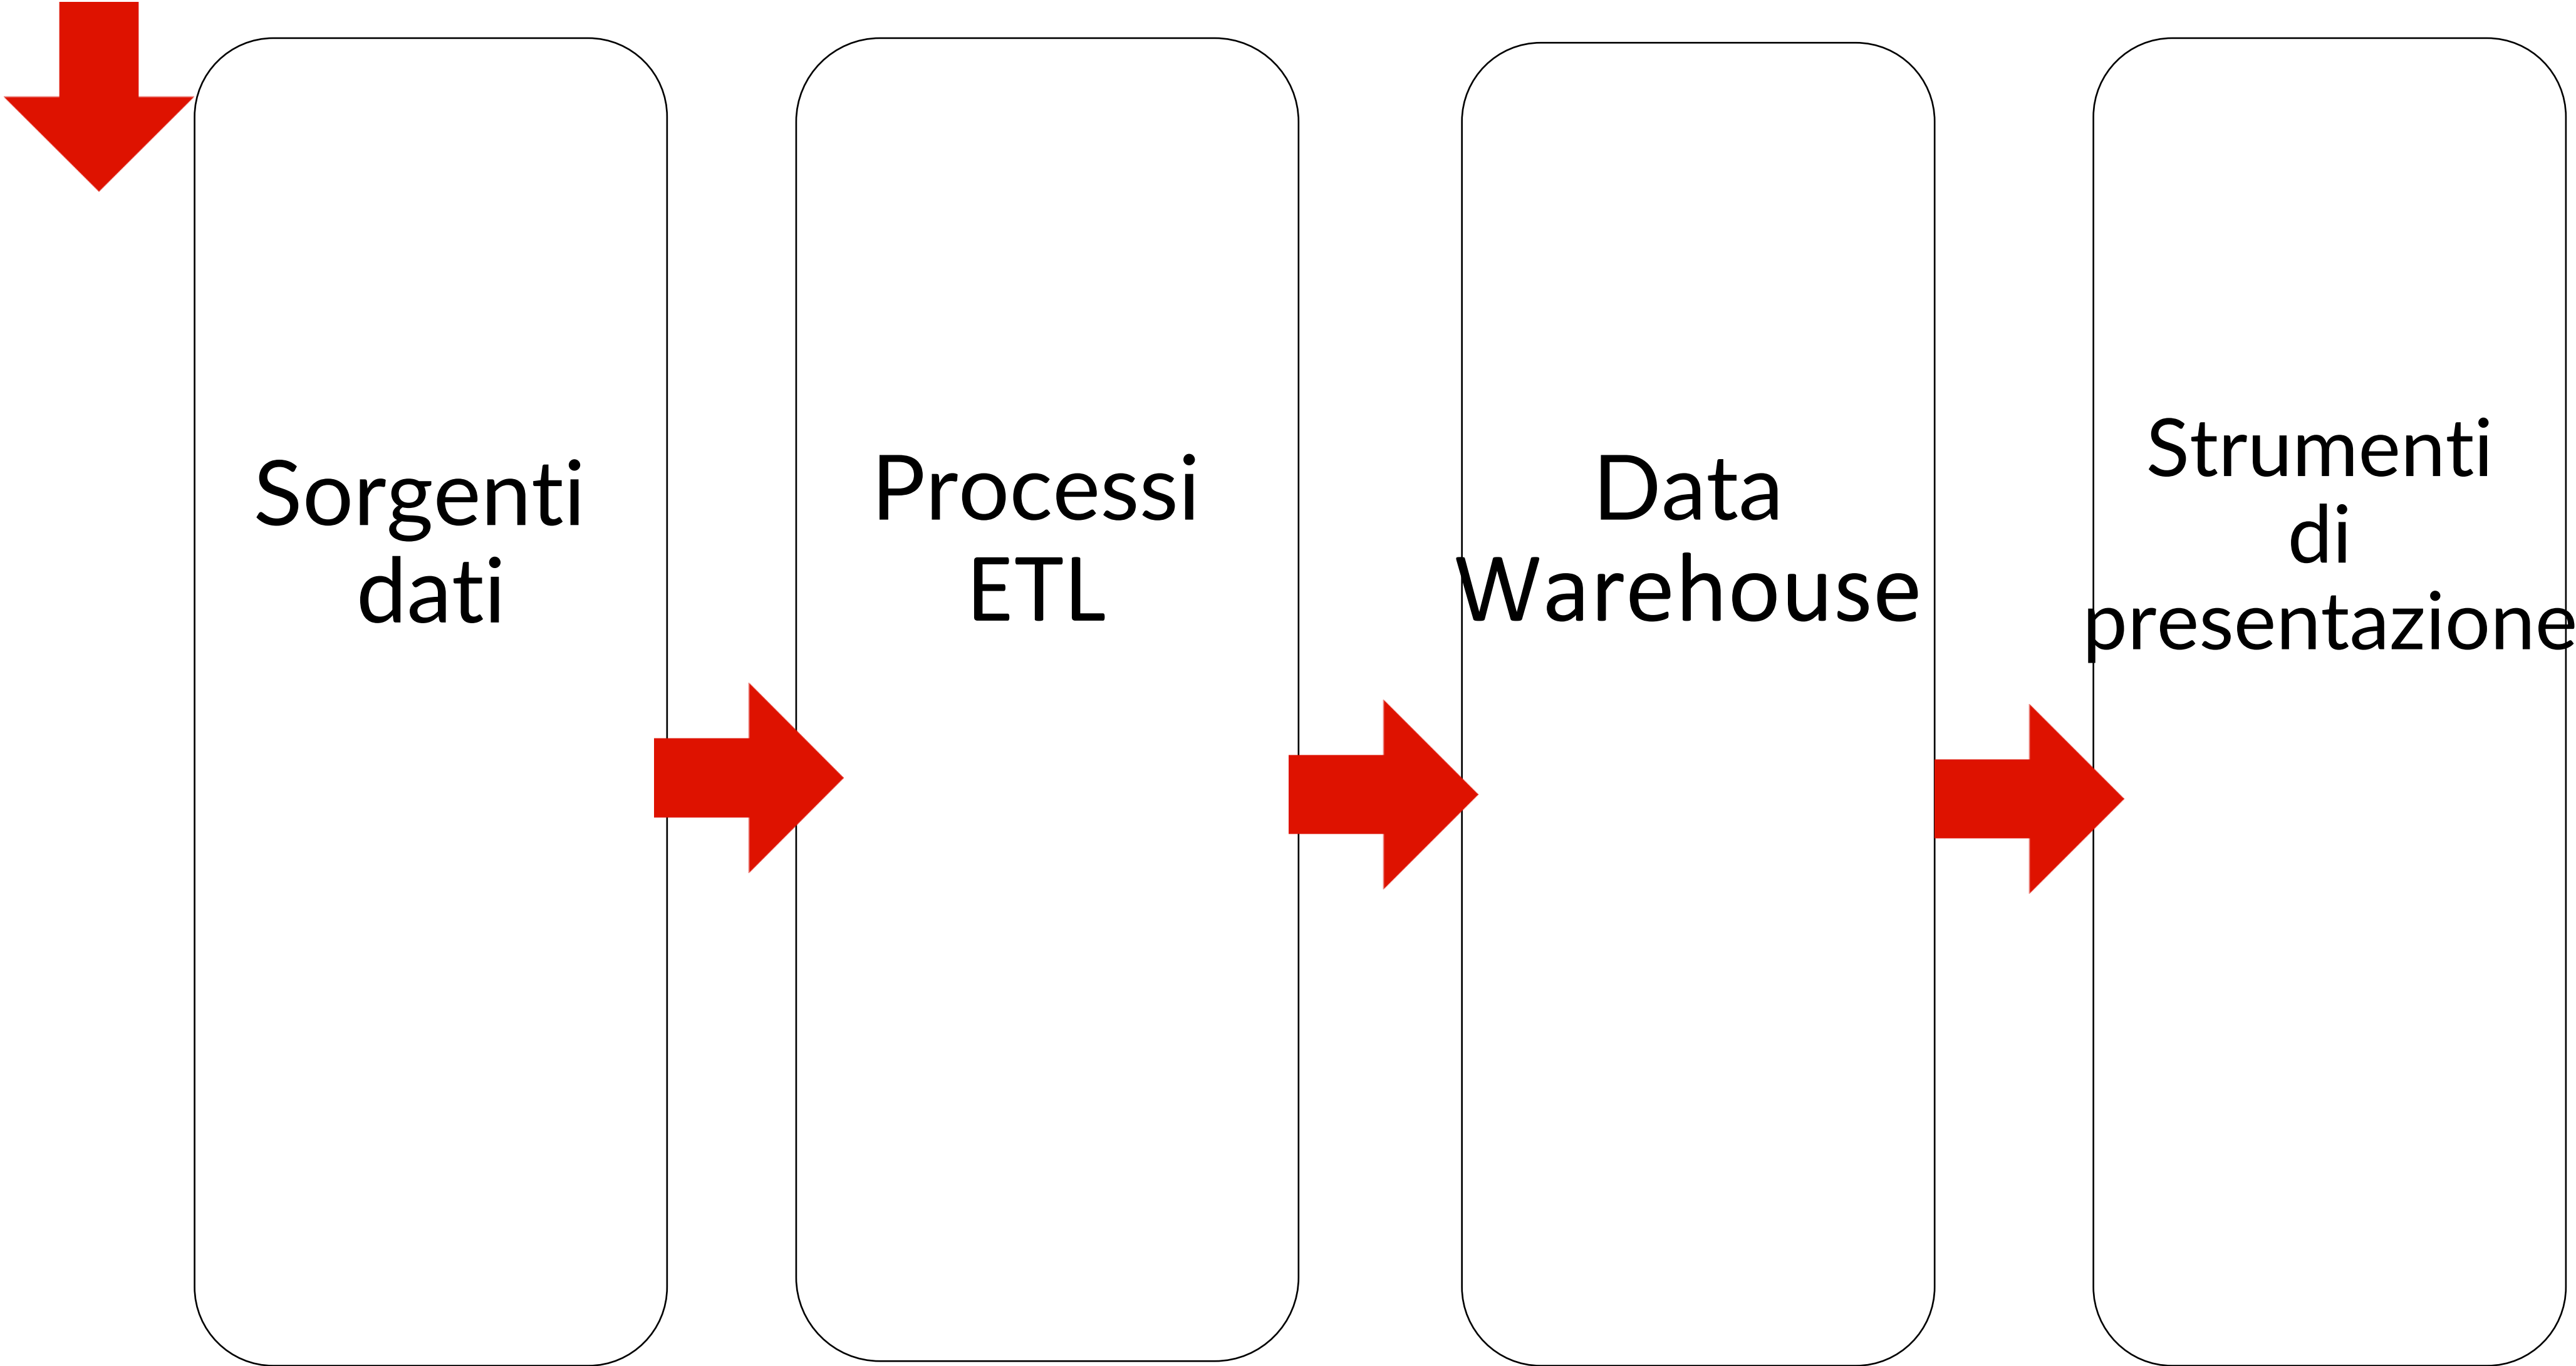 Sorgenti
dati
Processi
ETL
Data
Warehouse
Strumenti
di
presentazione